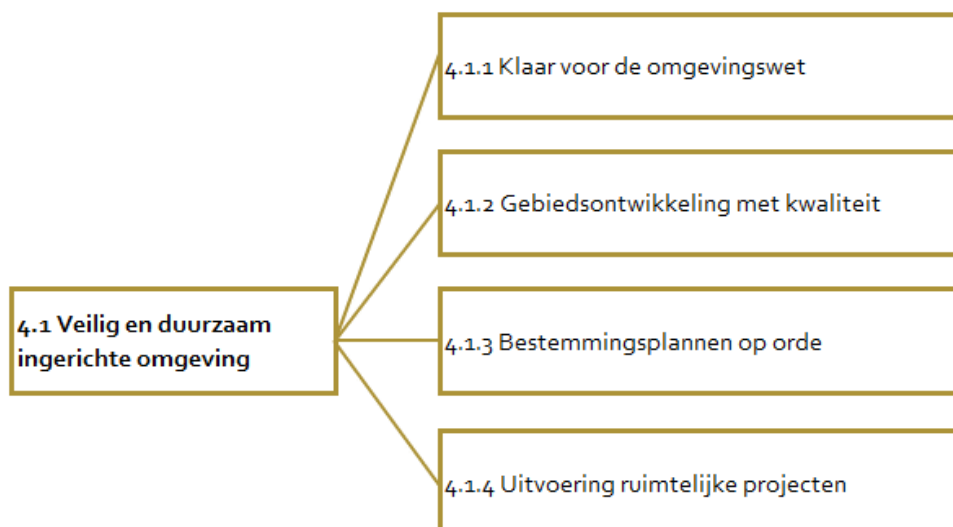 4.1.1 Klaar voor de omgevingswet
4.1.2 Gebiedsontwikkeling met kwaliteit
4.1 Veilig en duurzaam
ingerichte omgeving
4.1.3 Bestemmingsplannen op orde
4.1.4 Uitvoering ruimtelijke projecten